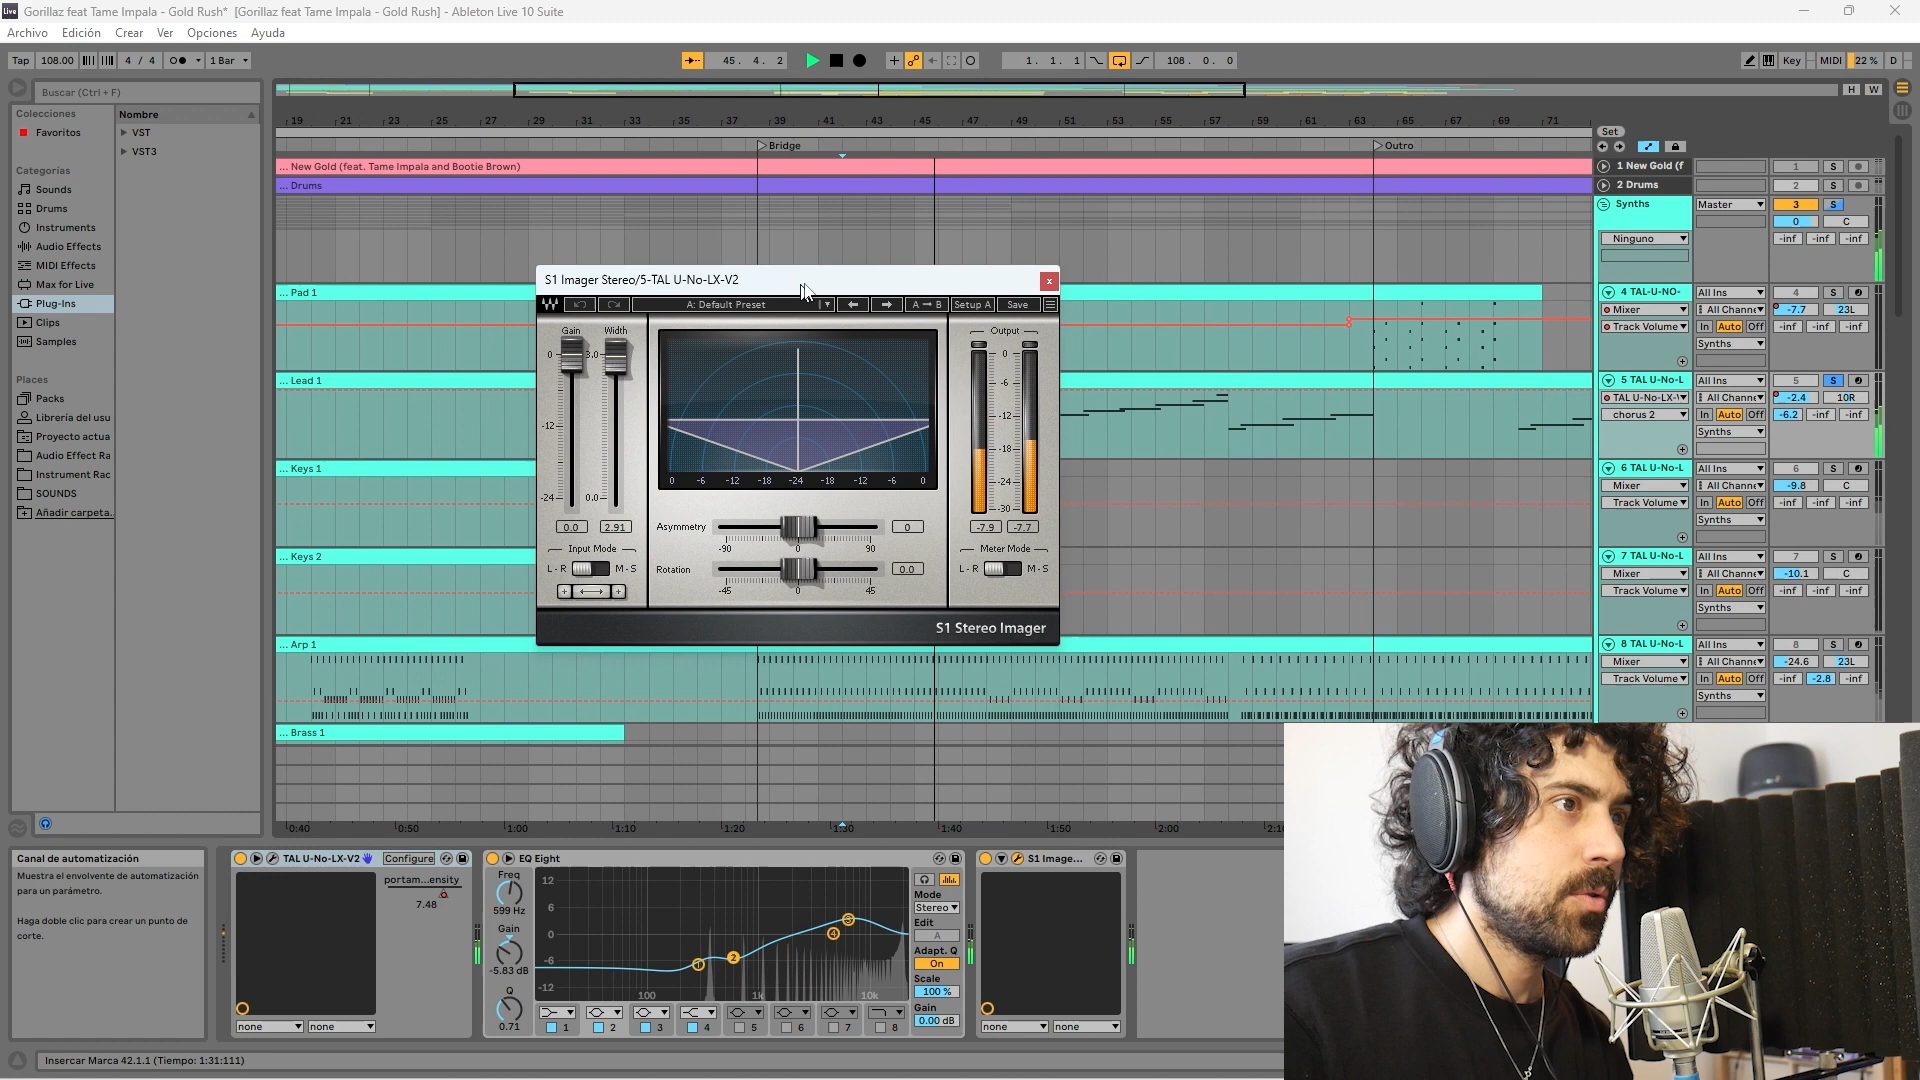 Gorillaz feat Tame Impala - Gold Rush* [Gorillaz feat Tame Impala - Gold Rush] - Ableton Live 10 Suite
Archivo Edición Crear Ver Opciones Ayuda
Tap 108.00 4 / 4 1 Bar 45. 4. 2 1. 1. 1 108. 0. 0 Key MIDI 22 % D
Buscar (Ctrl + F)
H W
Colecciones
Favoritos
Categorías
Sounds
Drums
Instruments
Audio Effects
MIDI Effects
Max for Live
Plug-Ins
Clips
Samples
Places
Packs
Librería del usu
Proyecto actua
Audio Effect Ra
Instrument Rac
SOUNDS
Añadir carpeta..
Nombre
VST
VST3
19 21 23 25 27 29 31 33 35 37 39 41 43 45 47 49 51 53 55 57 59 61 63 65 67 69 71
Set
Bridge Outro
... New Gold (feat. Tame Impala and Bootie Brown)
... Drums
... Pad 1
... Lead 1
... Keys 1
... Keys 2
... Arp 1
... Brass 1
0:40 0:50 1:00 1:10 1:20 1:30 1:40 1:50 2:00 2:10
1 New Gold (f 1 S
2 Drums 2 S
Synths Master 3 S
0 C
Ninguno -inf -inf -inf
4 TAL-U-NO- All Ins 4 S
Mixer All Channe -7.7 23L
Track Volume In Auto Off -inf -inf -inf
Synths
5 TAL U-No-L All Ins 5 S
TAL U-No-LX-V All Channe -2.4 10R
chorus 2 In Auto Off -6.2 -inf -inf
Synths
6 TAL U-No-L All Ins 6 S
Mixer All Channe -9.8 C
Track Volume In Auto Off -inf -inf -inf
Synths
7 TAL U-No-L All Ins 7 S
Mixer All Channe -10.1 C
Track Volume In Auto Off -inf -inf -inf
Synths
8 TAL U-No-L All Ins 8 S
Mixer All Channe -24.6 23L
Track Volume In Auto Off -inf -2.8 -inf
Synths
S1 Imager Stereo/5-TAL U-No-LX-V2
A: Default Preset A → B Setup A Save
Gain Width Output
0 3.0 0
-6
-12 -12
-18
-24
-24 0.0 -30
0 -6 -12 -18 -24 -18 -12 -6 0
0.0 2.91 Asymmetry 0 -7.9 -7.7
-90 0 90
Input Mode Meter Mode
L - R M - S Rotation 0.0 L - R M - S
-45 0 45
S1 Stereo Imager
Canal de automatización
Muestra el envolvente de automatización
para un parámetro.
Haga doble clic para crear un punto de
corte.
TAL U-No-LX-V2 Configure
portam...ensity
7.48
none none
EQ Eight
Freq
599 Hz
Gain
-5.83 dB
Q
0.71
12
6
0
-6
-12
100 1k 10k
1 2 3 4 5 6 7 8
Mode
Stereo
Edit
A
Adapt. Q
On
Scale
100 %
Gain
0.00 dB
S1 Image...
none none
Insercar Marca 42.1.1 (Tiempo: 1:31:111)